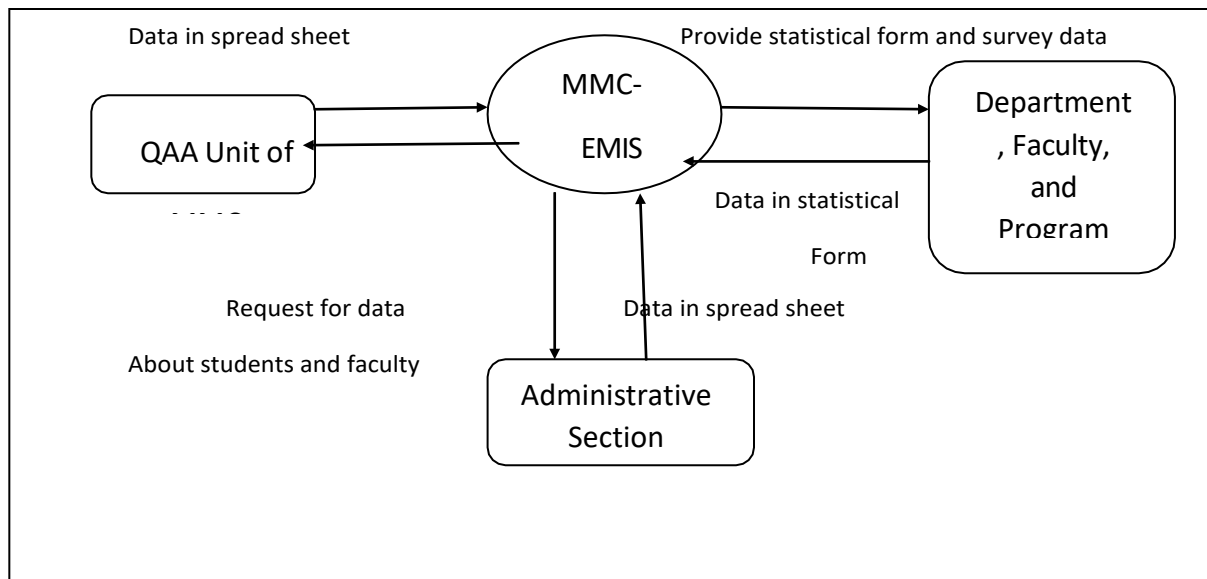 Data in spread sheet
Provide statistical form and survey data
MMC-
EMIS
QAA Unit of
Department
, Faculty,
and
Program
Data in statistical
Form
Request for data
Data in spread sheet
About students and faculty
Administrative
Section